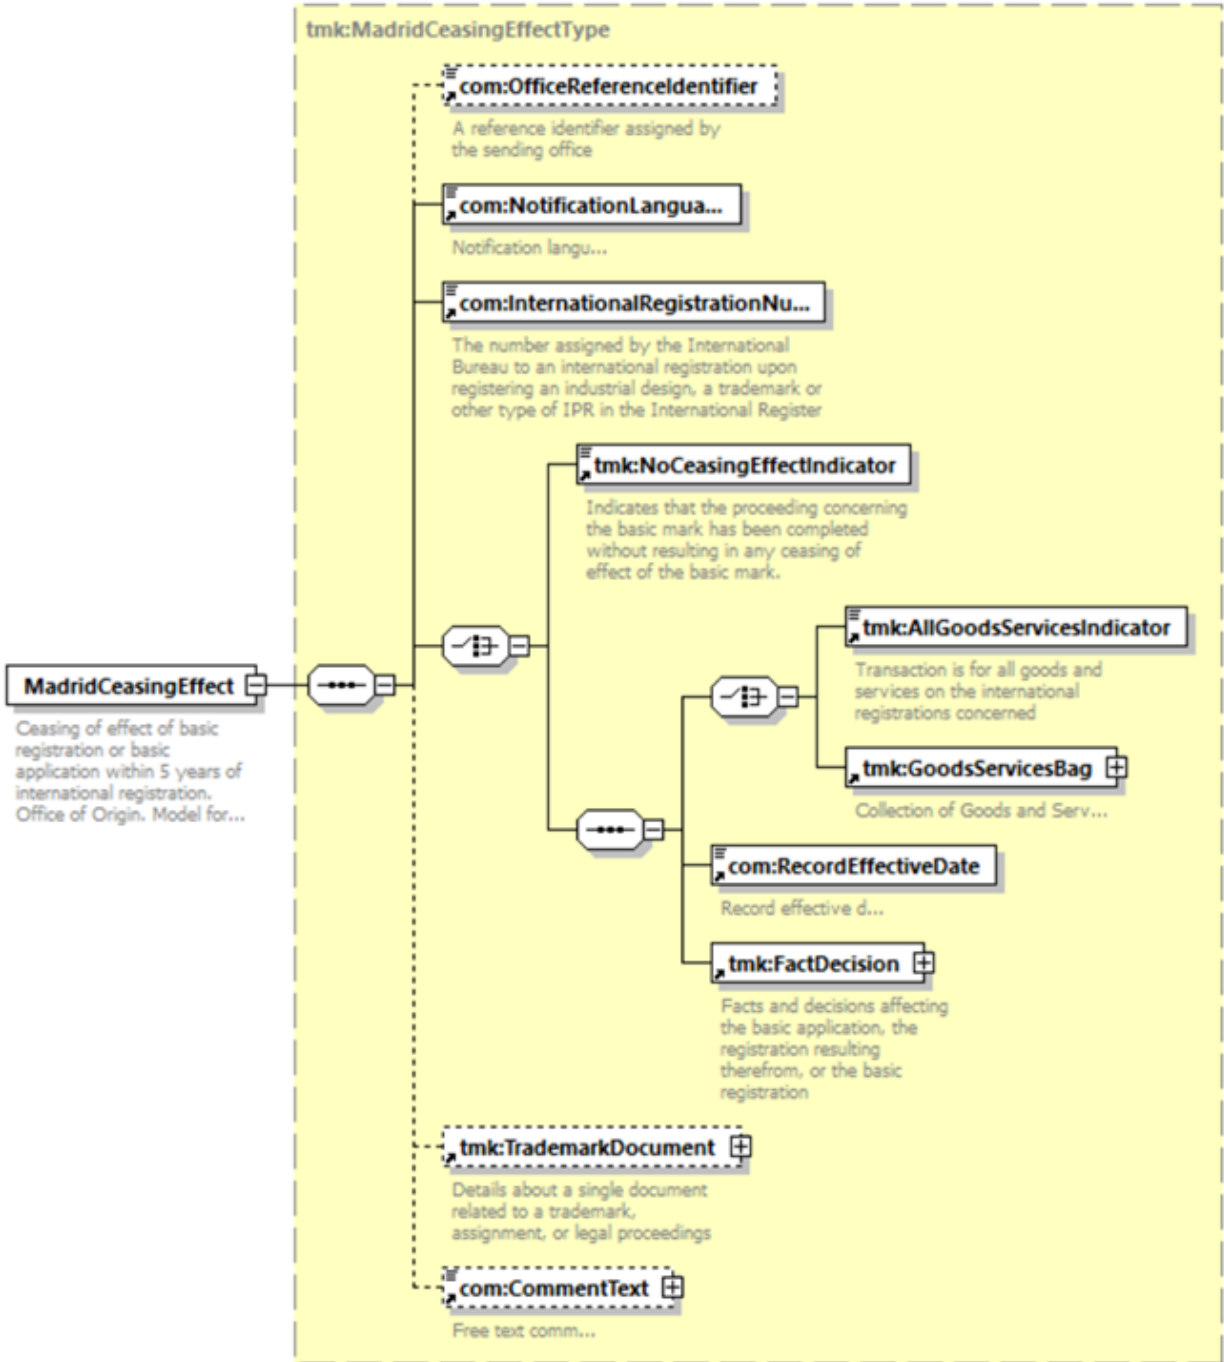 tmk:MadridCeasingEffectType
com:OfficeReferenceIdentifier
A reference identifier assigned by
the sending office
com:NotificationLangua...
Notification langu...
com:InternationalRegistrationNu...
The number assigned by the International
Bureau to an international registration upon
registering an industrial design, a trademark or
other type of IPR in the International Register
tmk:NoCeasingEffectIndicator
Indicates that the proceeding concerning
the basic mark has been completed
without resulting in any ceasing of
effect of the basic mark.
tmk:AllGoodsServicesIndicator
Transaction is for all goods and
services on the international
registrations concerned
MadridCeasingEffect
Ceasing of effect of basic
registration or basic
application within 5 years of
international registration.
Office of Origin. Model for...
tmk:GoodsServicesBag
Collection of Goods and Serv...
com:RecordEffectiveDate
Record effective d...
tmk:FactDecision
Facts and decisions affecting
the basic application, the
registration resulting
therefrom, or the basic
registration
tmk:TrademarkDocument
Details about a single document
related to a trademark,
assignment, or legal proceedings
com:CommentText
Free text comm...